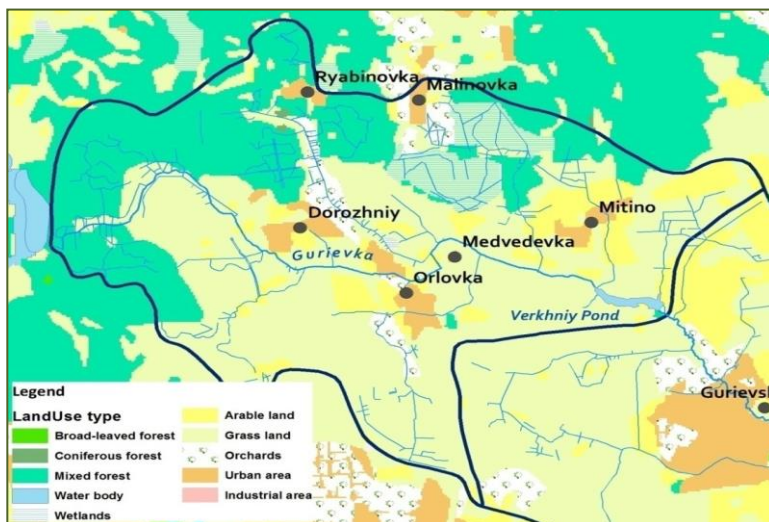 Ryabinovka
Malinovka
Mitino
Dorozhniy
Medvedevka
Gurievka
Orlovka
Verkhniy Pond
Gurievsk
Legend
LandUse type
Broad-leaved forest
Coniferous forest
Mixed forest
Water body
Wetlands
Arable land
Grass land
Orchards
Urban area
Industrial area